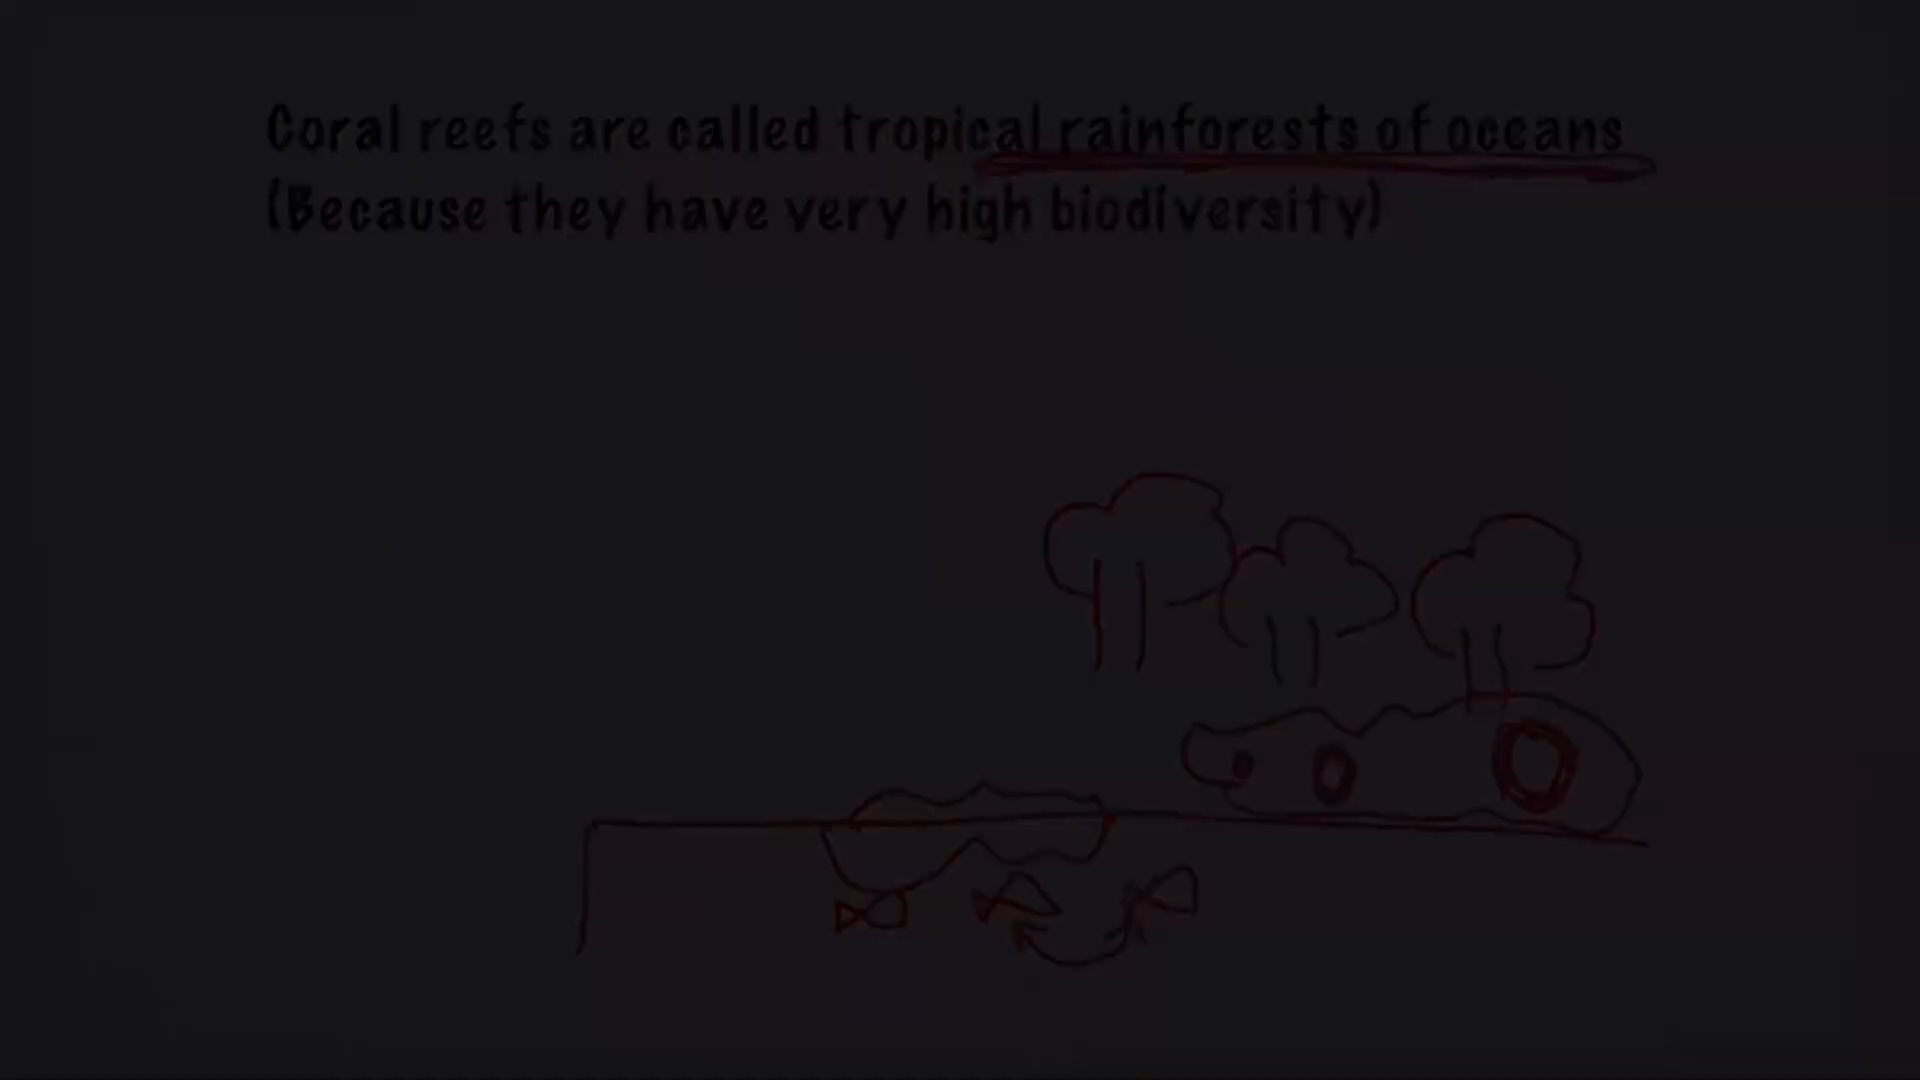 Coral reefs are called tropical rainforests of oceans
(Because they have very high biodiversity)